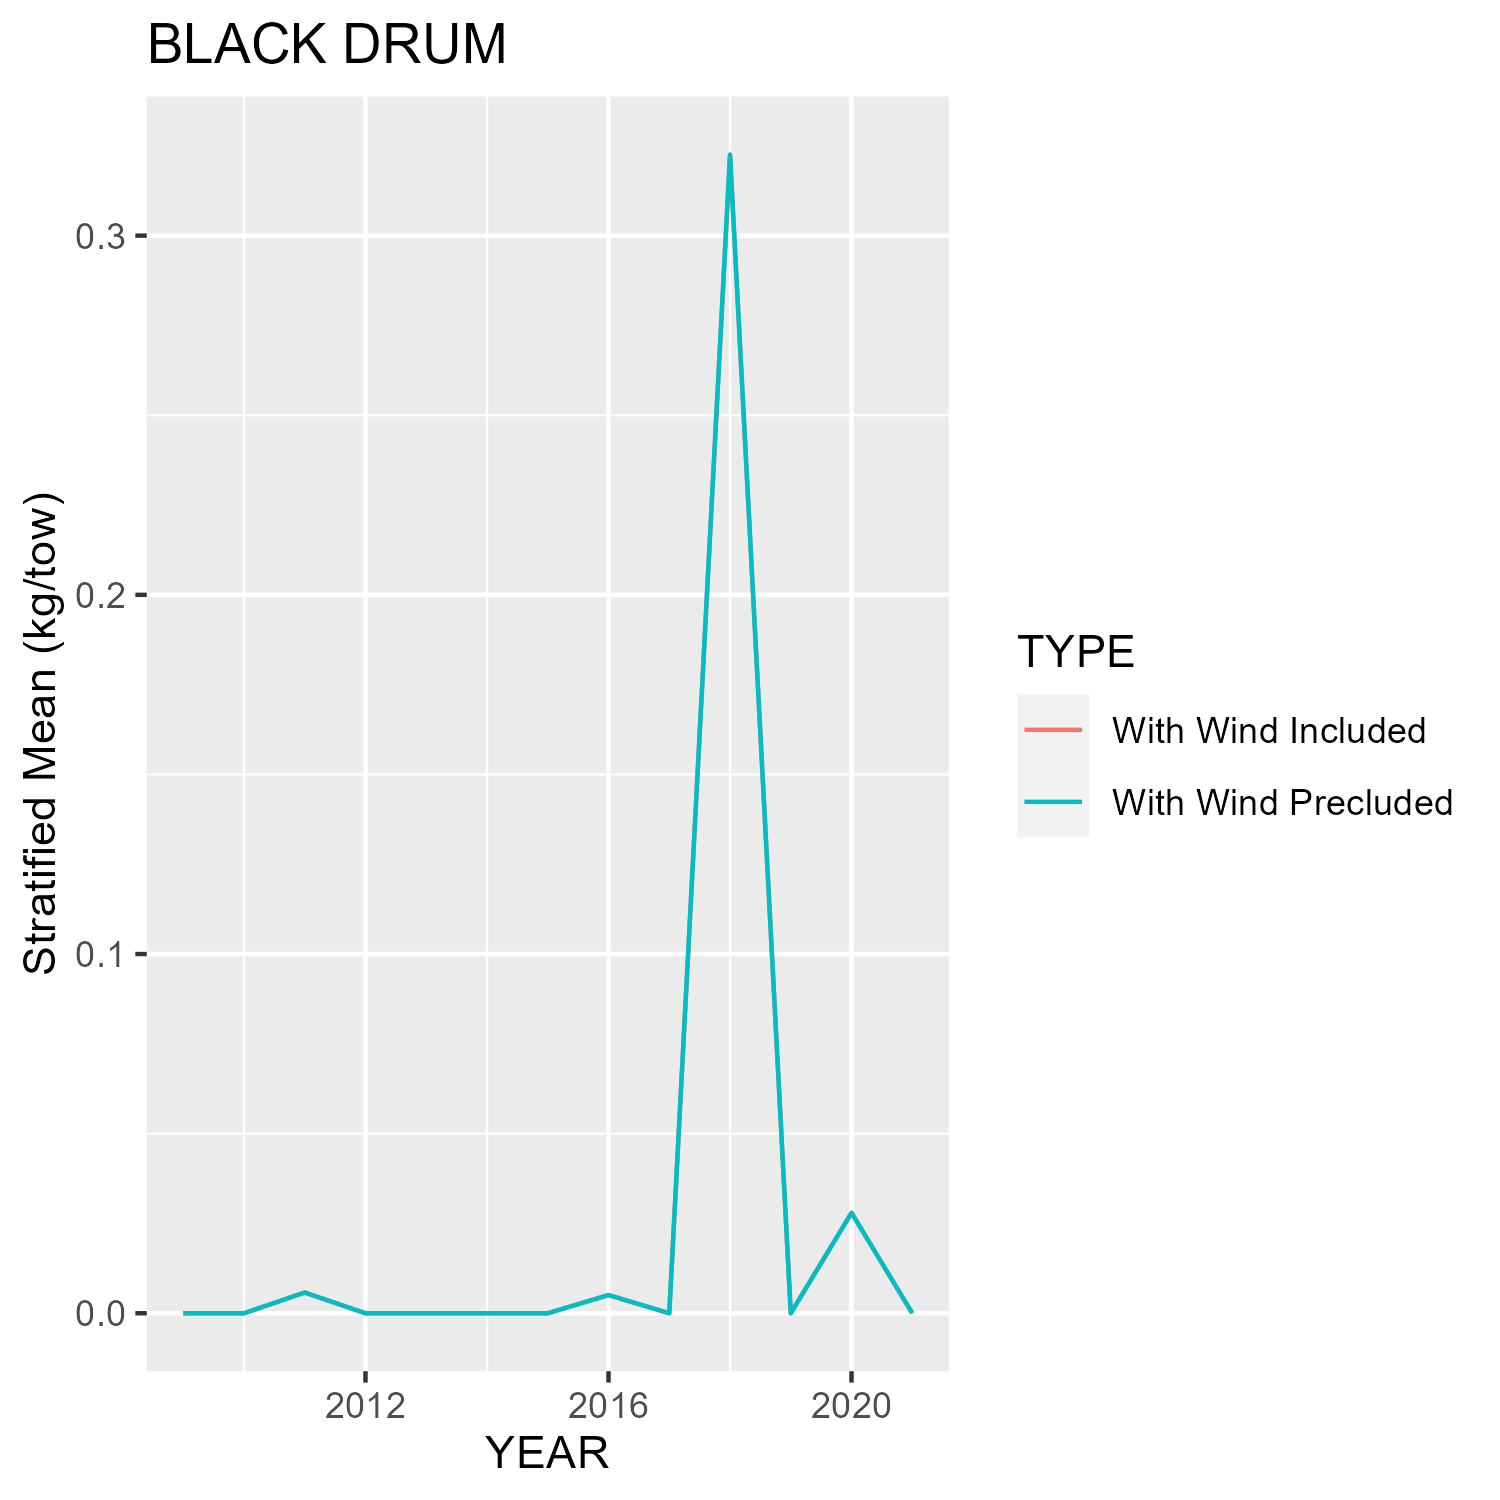 BLACK DRUM
Stratified Mean (kg/tow)
0.3
0.2
0.1
0.0
2012 2016 2020
YEAR
TYPE
With Wind Included
With Wind Precluded